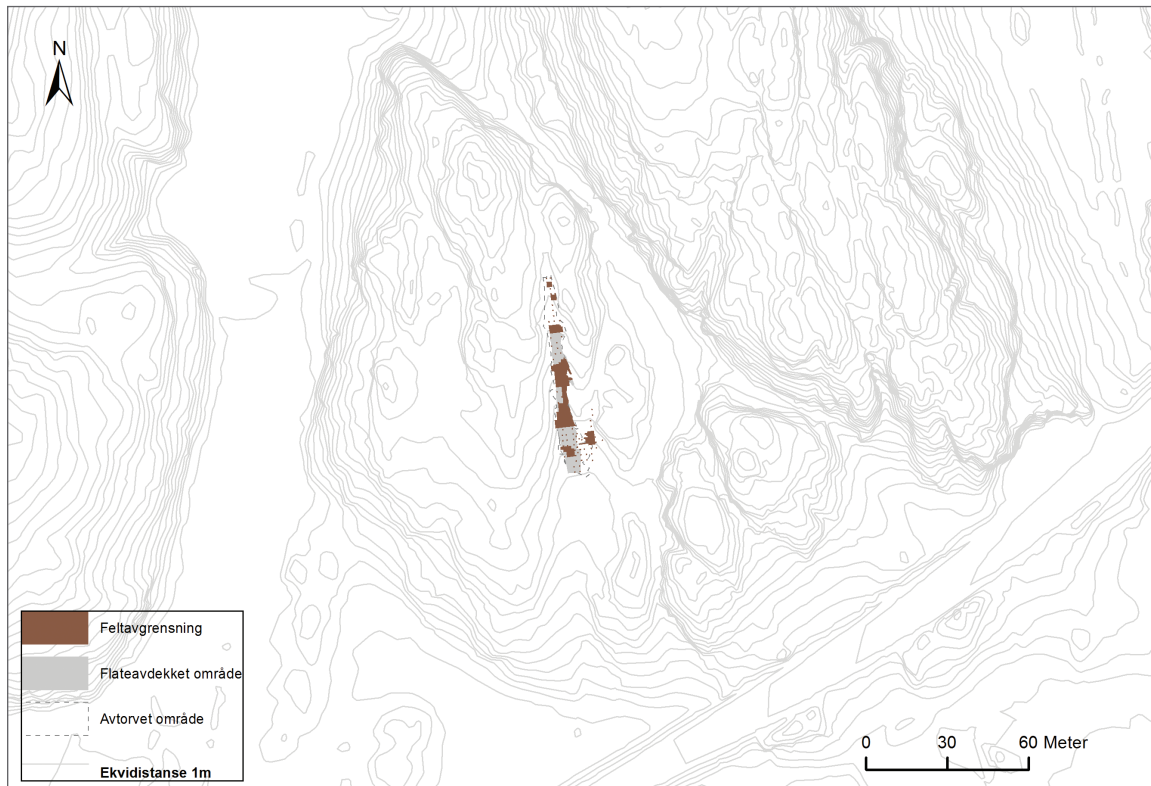 N
Feltavgrensning
Flateavdekket område
Avtorvet område
Ekvidistanse 1m
0 30 60 Meter